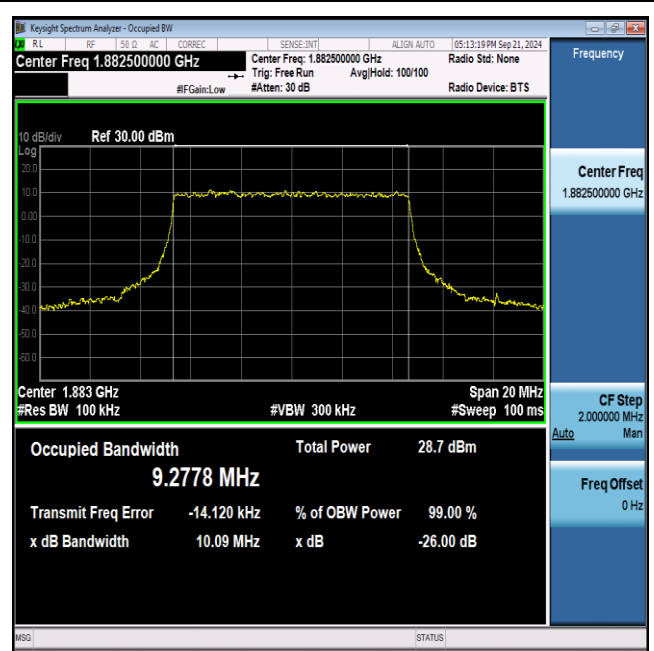 Keysight Spectrum Analyzer - Occupied BW
RL RF 50 Ω AC CORREC SENSE:INT ALIGN AUTO 05:13:19 PM Sep 21, 2024
Center Freq 1.882500000 GHz
Center Freq: 1.882500000 GHz
Radio Std: None
Trig: Free Run Avg|Hold: 100/100
#IFGain:Low #Atten: 30 dB Radio Device: BTS
Frequency
10 dB/div Ref 30.00 dBm
Log
20.0
10.0
0.00
-10.0
-20.0
-30.0
-40.0
-50.0
-60.0
Center 1.883 GHz Span 20 MHz
#Res BW 100 kHz #VBW 300 kHz #Sweep 100 ms
Center Freq
1.882500000 GHz
CF Step
2.000000 MHz
Auto Man
Freq Offset
0 Hz
Occupied Bandwidth Total Power 28.7 dBm
9.2778 MHz
Transmit Freq Error -14.120 kHz % of OBW Power 99.00 %
x dB Bandwidth 10.09 MHz x dB -26.00 dB
MSG STATUS